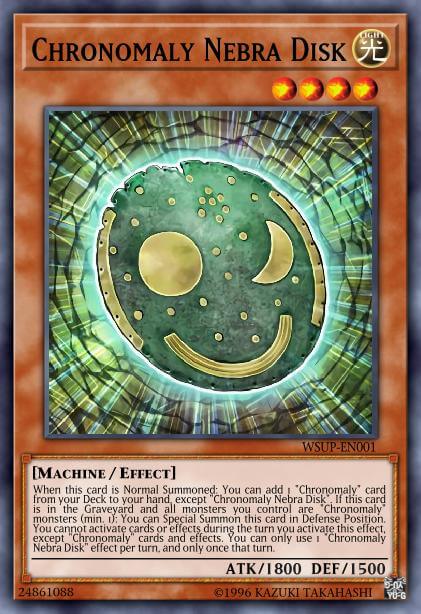 Chronomaly Nebra Disk
LIGHT
光
WSUP-EN001
[Machine / Effect]
When this card is Normal Summoned: You can add 1 "Chronomaly" card
from your Deck to your hand, except "Chronomaly Nebra Disk". If this card
is in the Graveyard and all monsters you control are "Chronomaly"
monsters (min. 1): You can Special Summon this card in Defense Position.
You cannot activate cards or effects during the turn you activate this effect,
except "Chronomaly" cards and effects. You can only use 1 "Chronomaly
Nebra Disk" effect per turn, and only once that turn.
ATK/1800 DEF/1500
24861088
©1996 KAZUKI TAKAHASHI